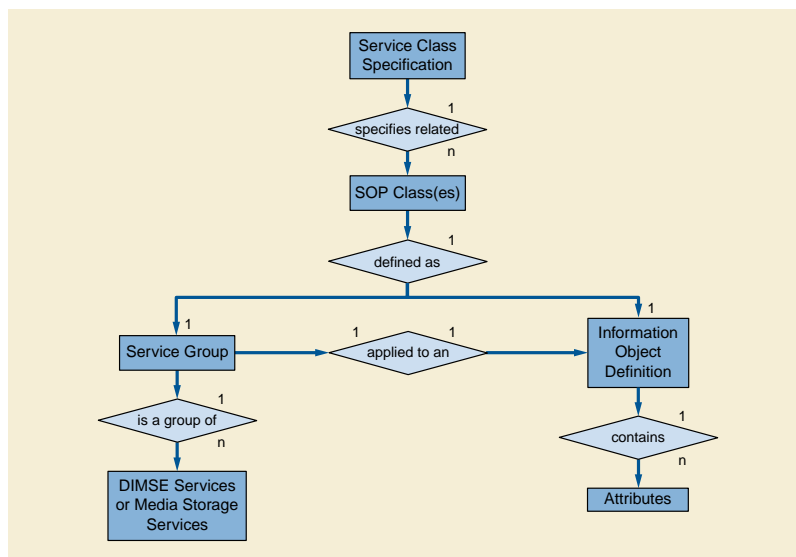 Service Class
Specification
1
specifies related
n
SOP Class(es)
1
defined as
1
1
Service Group
1
1
applied to an
Information
Object
Definition
1
is a group of
n
1
contains
n
DIMSE Services
or Media Storage
Services
Attributes